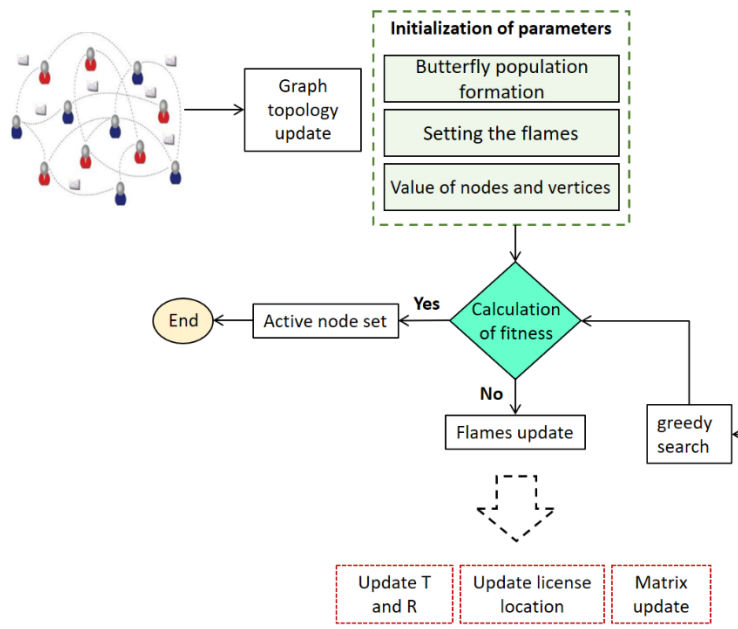 Initialization of parameters
Butterfly population
formation
Setting the flames
Value of nodes and vertices
Graph
topology
update
Calculation
of fitness
Yes
Active node set
End
No
Flames update
greedy
search
Update T
and R
Update license
location
Matrix
update